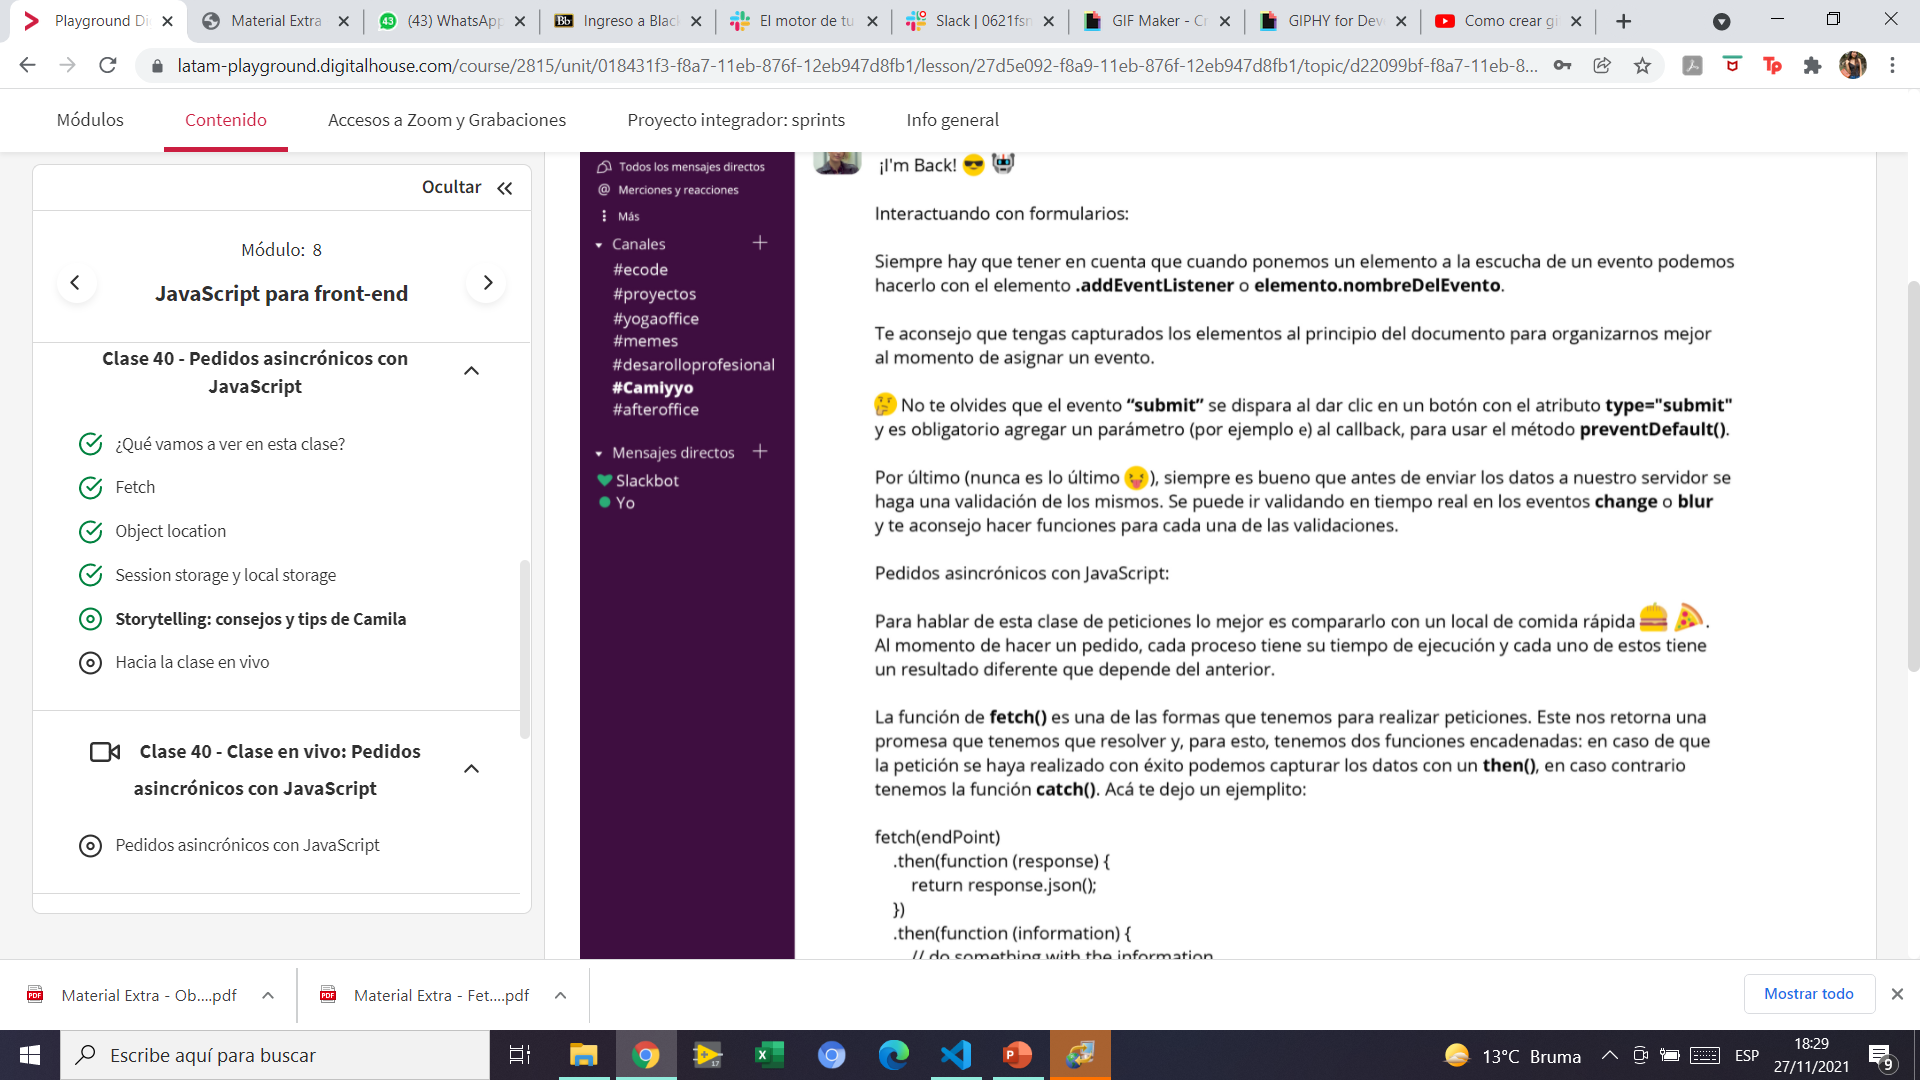 Playground Di
Material Extra
(43) WhatsApp
Ingreso a Blac
El motor de tu
Slack | 0621fsn
GIF Maker - Cr
GIPHY for Dev
Como crear gi
latam-playground.digitalhouse.com/course/2815/unit/018431f3-f8a7-11eb-876f-12eb947d8fb1/lesson/27d5e092-f8a9-11eb-876f-12eb947d8fb1/topic/d22099bf-f8a7-11eb-8...
Módulos
Contenido
Accesos a Zoom y Grabaciones
Proyecto integrador: sprints
Info general
Ocultar
Módulo: 8
JavaScript para front-end
Clase 40 - Pedidos asincrónicos con
JavaScript
¿Qué vamos a ver en esta clase?
Fetch
Object location
Session storage y local storage
Storytelling: consejos y tips de Camila
Hacia la clase en vivo
Clase 40 - Clase en vivo: Pedidos
asincrónicos con JavaScript
Pedidos asincrónicos con JavaScript
Todos los mensajes directos
@ Merciones y reacciones
Más
Canales
#ecode
#proyectos
#yogaoffice
#memes
#desarolloprofesional
#Camiyyo
#afteroffice
Mensajes directos
Slackbot
Yo
¡I'm Back! 😎 🤖
Interactuando con formularios:
Siempre hay que tener en cuenta que cuando ponemos un elemento a la escucha de un evento podemos
hacerlo con el elemento .addEventListener o elemento.nombreDelEvento.
Te aconsejo que tengas capturados los elementos al principio del documento para organizarnos mejor
al momento de asignar un evento.
🤔 No te olvides que el evento “submit” se dispara al dar clic en un botón con el atributo type="submit"
y es obligatorio agregar un parámetro (por ejemplo e) al callback, para usar el método preventDefault().
Por último (nunca es lo último 😝), siempre es bueno que antes de enviar los datos a nuestro servidor se
haga una validación de los mismos. Se puede ir validando en tiempo real en los eventos change o blur
y te aconsejo hacer funciones para cada una de las validaciones.
Pedidos asincrónicos con JavaScript:
Para hablar de esta clase de peticiones lo mejor es compararlo con un local de comida rápida 🍔 🍕.
Al momento de hacer un pedido, cada proceso tiene su tiempo de ejecución y cada uno de estos tiene
un resultado diferente que depende del anterior.
La función de fetch() es una de las formas que tenemos para realizar peticiones. Este nos retorna una
promesa que tenemos que resolver y, para esto, tenemos dos funciones encadenadas: en caso de que
la petición se haya realizado con éxito podemos capturar los datos con un then(), en caso contrario
tenemos la función catch(). Acá te dejo un ejemplito:
fetch(endPoint)
.then(function (response) {
return response.json();
})
.then(function (information) {
// do something with the information
Material Extra - Ob....pdf
Material Extra - Fet....pdf
Mostrar todo
Escribe aquí para buscar
13°C Bruma
ESP
18:29
27/11/2021
9